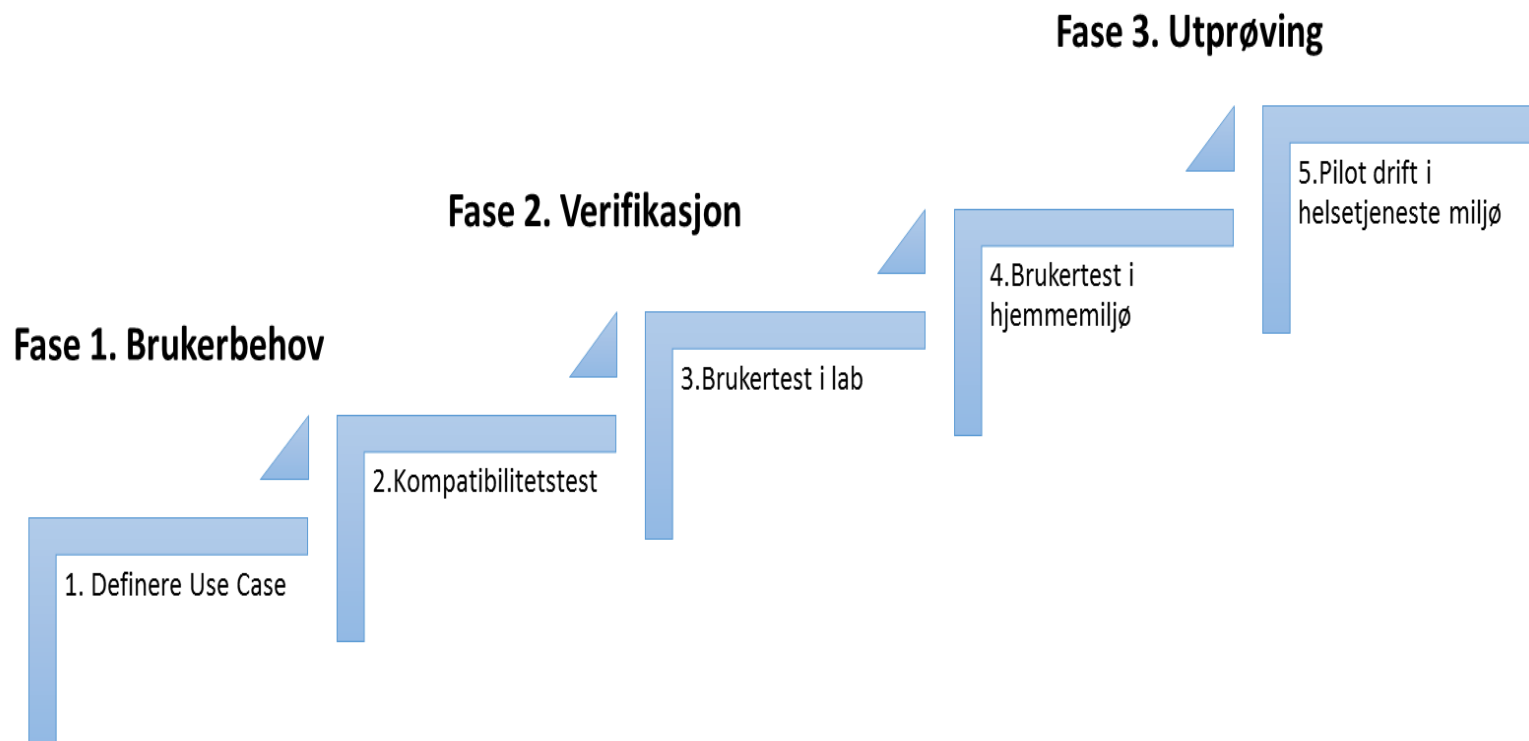 Fase 3. Utprøving
Fase 2. Verifikasjon
Fase 1. Brukerbehov
5.Pilot drift i
helsetjeneste miljø
4.Brukertest i
hjemmemiljø
3.Brukertest i lab
2.Kompatibilitetstest
1. Definere Use Case